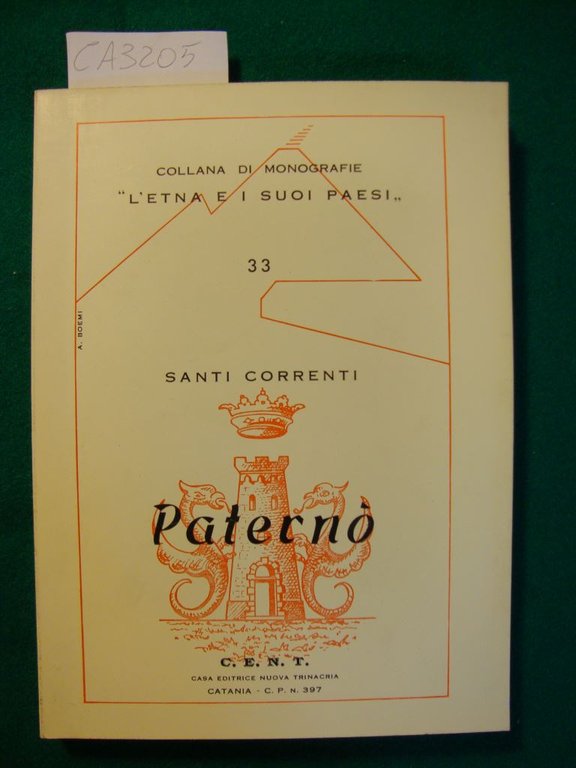 CA3205
COLLANA DI MONOGRAFIE
"L'ETNA E I SUOI PAESI„
33
A. BOEMI
SANTI CORRENTI
Paternò
C.E.N.T.
CASA EDITRICE NUOVA TRINACRIA
CATANIA - C. P. N. 397